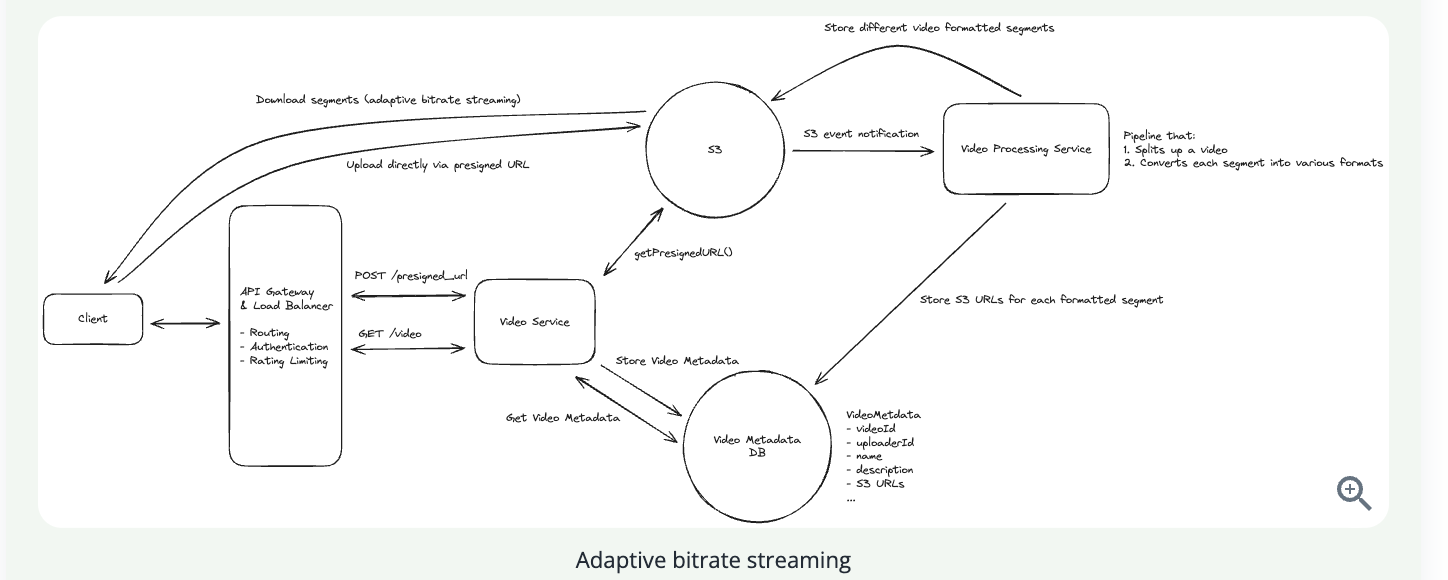 Store different video formatted segments
Download segments (adaptive bitrate streaming)
Upload directly via presigned URL
S3
S3 event notification
Video Processing Service
Pipeline that:
1. Splits up a video
2. Converts each segment into various formats
getPresignedURL()
Client
API Gateway
& Load Balancer
- Routing
- Authentication
- Rating Limiting
POST /presigned_url
GET /video
Video Service
Store S3 URLs for each formatted segment
Store Video Metadata
Get Video Metadata
Video Metadata
DB
VideoMetdata
- videoId
- uploaderId
- name
- description
- S3 URLs
...
Adaptive bitrate streaming